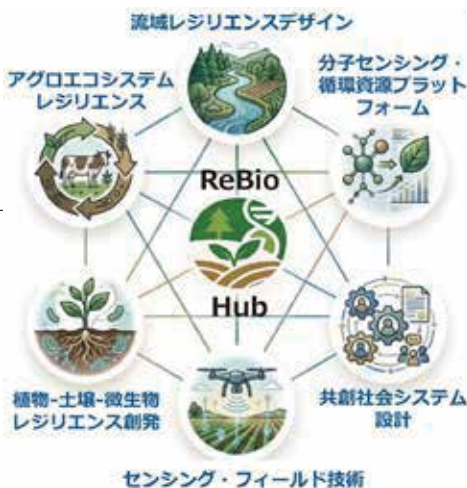 流域レジリエンスデザイン
アグロエコシステム
レジリエンス
分子センシング・
循環資源プラット
フォーム
ReBio
Hub
植物-土壌-微生物
レジリエンス創発
共創社会システム
設計
センシング・フィールド技術